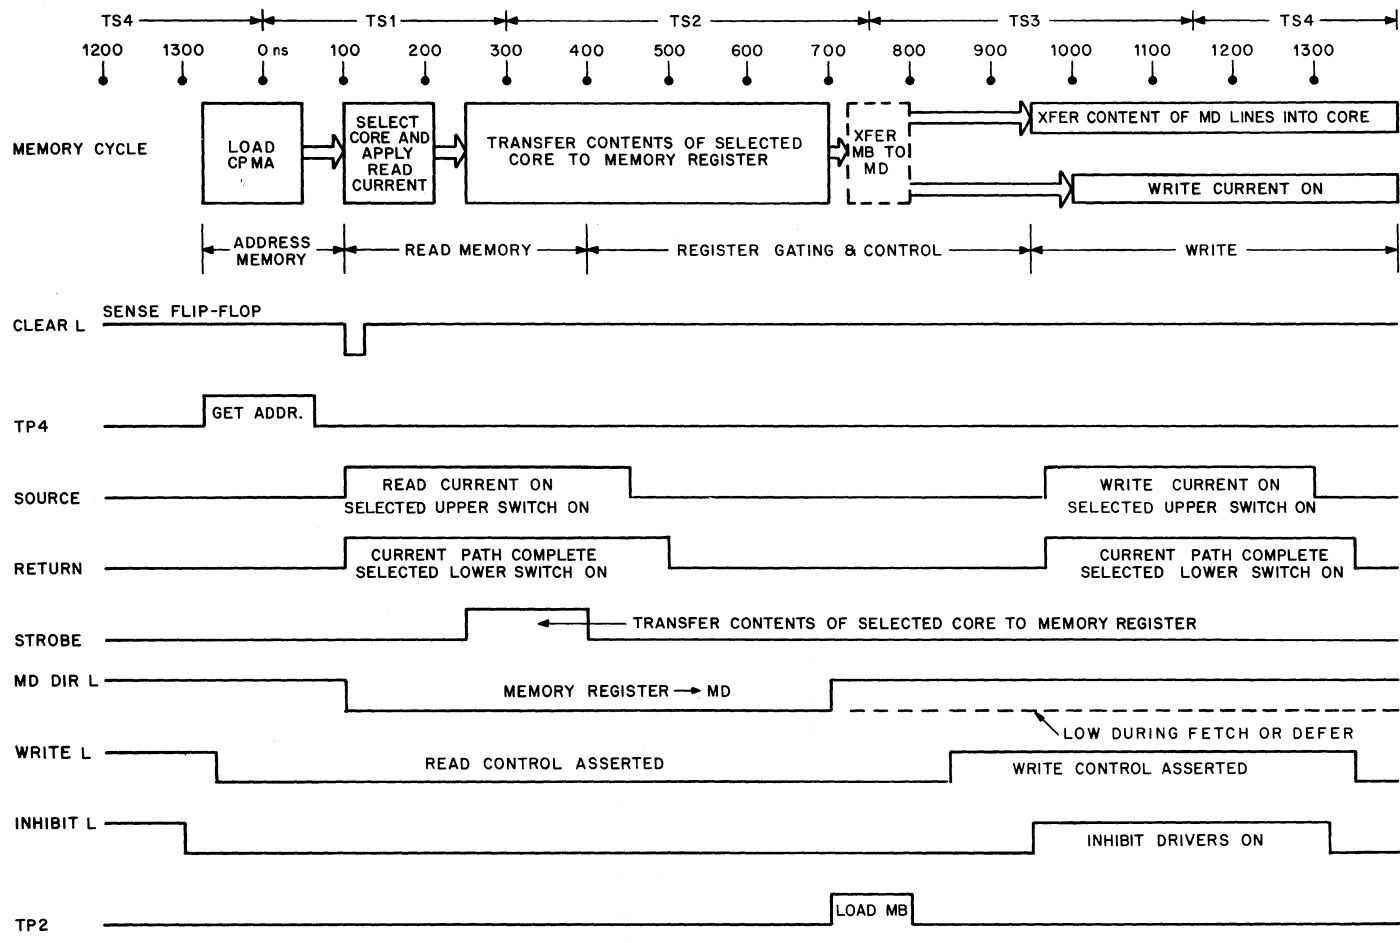 TS4 TS1 TS2 TS3 TS4
1200 1300 0 ns 100 200 300 400 500 600 700 800 900 1000 1100 1200 1300
MEMORY CYCLE
LOAD
CPMA
SELECT
CORE AND
APPLY
READ
CURRENT
TRANSFER CONTENTS OF SELECTED
CORE TO MEMORY REGISTER
XFER
MB TO
MD
XFER CONTENT OF MD LINES INTO CORE
WRITE CURRENT ON
ADDRESS
MEMORY
READ MEMORY
REGISTER GATING & CONTROL
WRITE
SENSE FLIP-FLOP
CLEAR L
GET ADDR.
TP4
SOURCE
READ CURRENT ON
SELECTED UPPER SWITCH ON
WRITE CURRENT ON
SELECTED UPPER SWITCH ON
RETURN
CURRENT PATH COMPLETE
SELECTED LOWER SWITCH ON
CURRENT PATH COMPLETE
SELECTED LOWER SWITCH ON
STROBE
TRANSFER CONTENTS OF SELECTED CORE TO MEMORY REGISTER
MD DIR L
MEMORY REGISTER → MD
LOW DURING FETCH OR DEFER
WRITE L
READ CONTROL ASSERTED
WRITE CONTROL ASSERTED
INHIBIT L
INHIBIT DRIVERS ON
TP2
LOAD MB